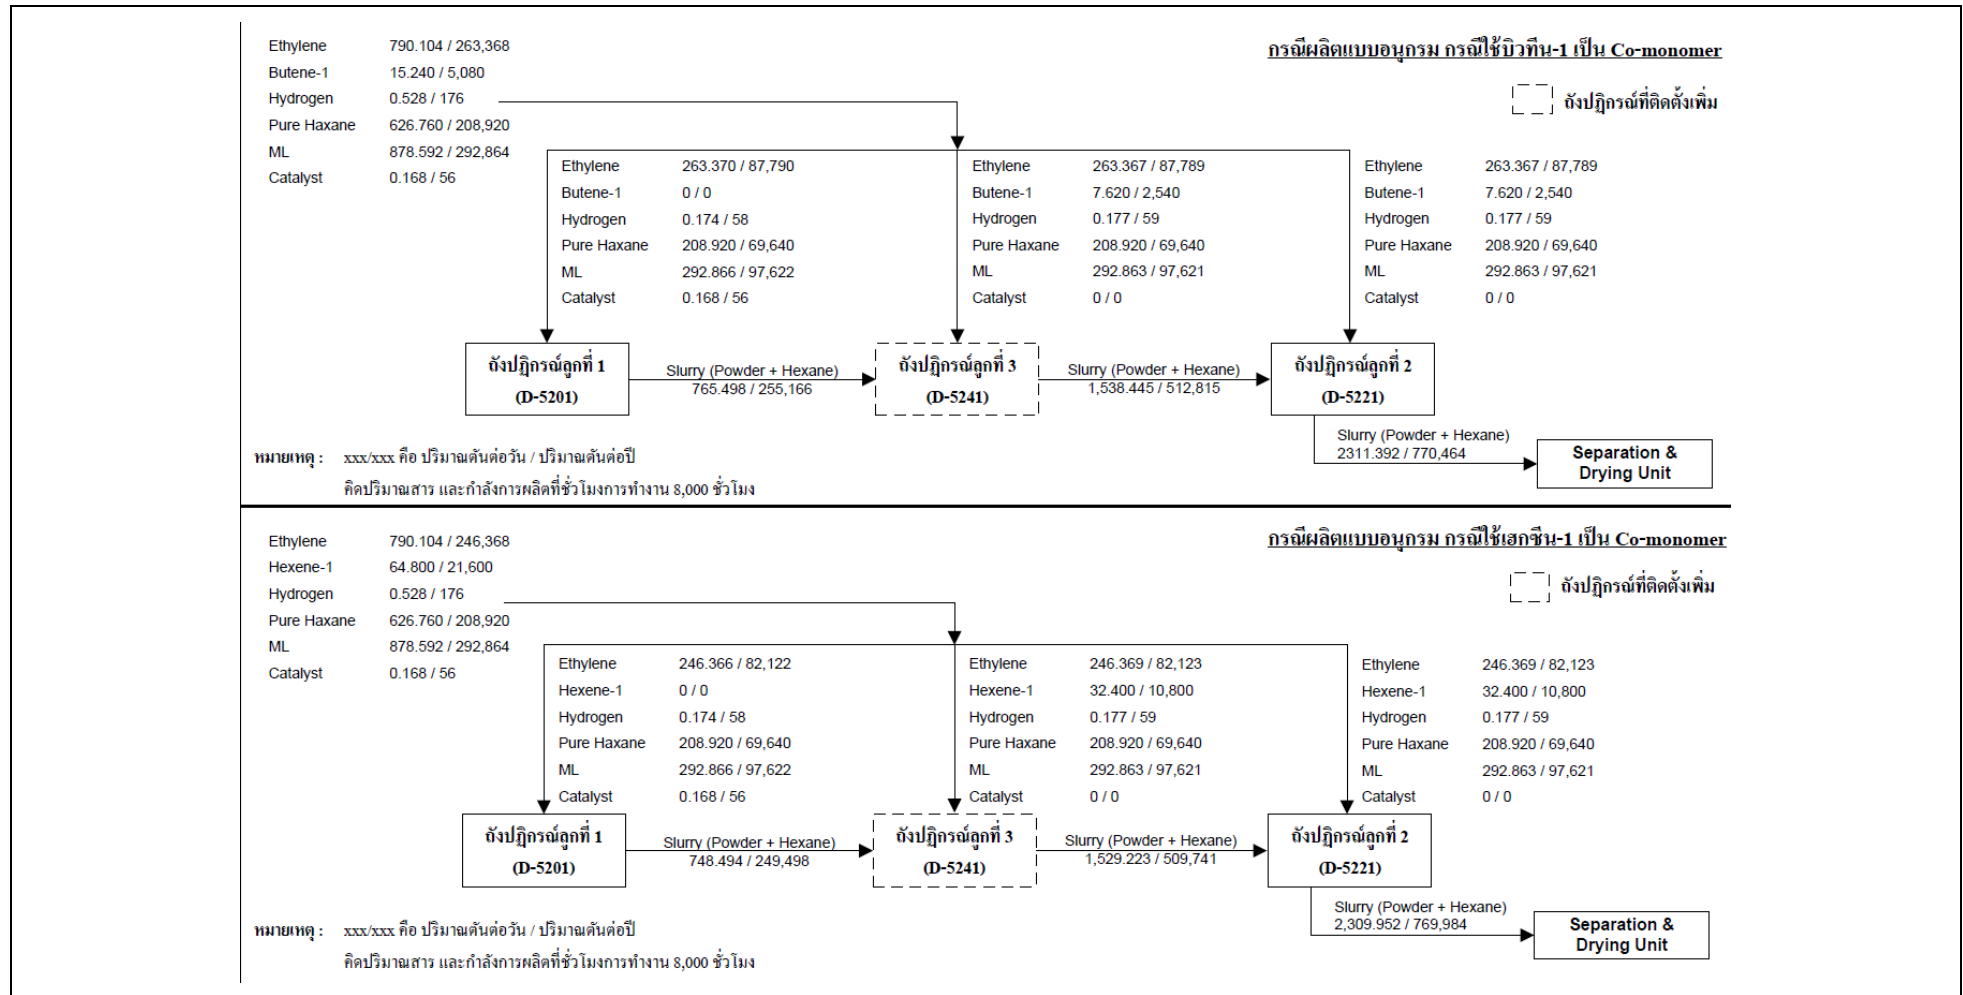 กรณีผลิตแบบอนุกรม กรณีใช้บิวทีน-1 เป็น Co-monomer
ถังปฏิกรณ์ที่ติดตั้งเพิ่ม
Ethylene 790.104 / 263,368
Butene-1 15.240 / 5,080
Hydrogen 0.528 / 176
Pure Haxane 626.760 / 208,920
ML 878.592 / 292,864
Catalyst 0.168 / 56
Ethylene 263.370 / 87,790
Butene-1 0 / 0
Hydrogen 0.174 / 58
Pure Haxane 208.920 / 69,640
ML 292.866 / 97,622
Catalyst 0.168 / 56
Ethylene 263.367 / 87,789
Butene-1 7.620 / 2,540
Hydrogen 0.177 / 59
Pure Haxane 208.920 / 69,640
ML 292.863 / 97,621
Catalyst 0 / 0
Ethylene 263.367 / 87,789
Butene-1 7.620 / 2,540
Hydrogen 0.177 / 59
Pure Haxane 208.920 / 69,640
ML 292.863 / 97,621
Catalyst 0 / 0
ถังปฏิกรณ์ลูกที่ 1
(D-5201)
Slurry (Powder + Hexane)
765.498 / 255,166
ถังปฏิกรณ์ลูกที่ 3
(D-5241)
Slurry (Powder + Hexane)
1,538.445 / 512,815
ถังปฏิกรณ์ลูกที่ 2
(D-5221)
Slurry (Powder + Hexane)
2311.392 / 770,464
Separation &
Drying Unit
หมายเหตุ : xxx/xxx คือ ปริมาณตันต่อวัน / ปริมาณตันต่อปี
คิดปริมาณสาร และกำลังการผลิตที่ชั่วโมงการทำงาน 8,000 ชั่วโมง
กรณีผลิตแบบอนุกรม กรณีใช้เฮกซีน-1 เป็น Co-monomer
ถังปฏิกรณ์ที่ติดตั้งเพิ่ม
Ethylene 790.104 / 246,368
Hexene-1 64.800 / 21,600
Hydrogen 0.528 / 176
Pure Haxane 626.760 / 208,920
ML 878.592 / 292,864
Catalyst 0.168 / 56
Ethylene 246.366 / 82,122
Hexene-1 0 / 0
Hydrogen 0.174 / 58
Pure Haxane 208.920 / 69,640
ML 292.866 / 97,622
Catalyst 0.168 / 56
Ethylene 246.369 / 82,123
Hexene-1 32.400 / 10,800
Hydrogen 0.177 / 59
Pure Haxane 208.920 / 69,640
ML 292.863 / 97,621
Catalyst 0 / 0
Ethylene 246.369 / 82,123
Hexene-1 32.400 / 10,800
Hydrogen 0.177 / 59
Pure Haxane 208.920 / 69,640
ML 292.863 / 97,621
Catalyst 0 / 0
ถังปฏิกรณ์ลูกที่ 1
(D-5201)
Slurry (Powder + Hexane)
748.494 / 249,498
ถังปฏิกรณ์ลูกที่ 3
(D-5241)
Slurry (Powder + Hexane)
1,529.223 / 509,741
ถังปฏิกรณ์ลูกที่ 2
(D-5221)
Slurry (Powder + Hexane)
2,309.952 / 769,984
Separation &
Drying Unit
หมายเหตุ : xxx/xxx คือ ปริมาณตันต่อวัน / ปริมาณตันต่อปี
คิดปริมาณสาร และกำลังการผลิตที่ชั่วโมงการทำงาน 8,000 ชั่วโมง